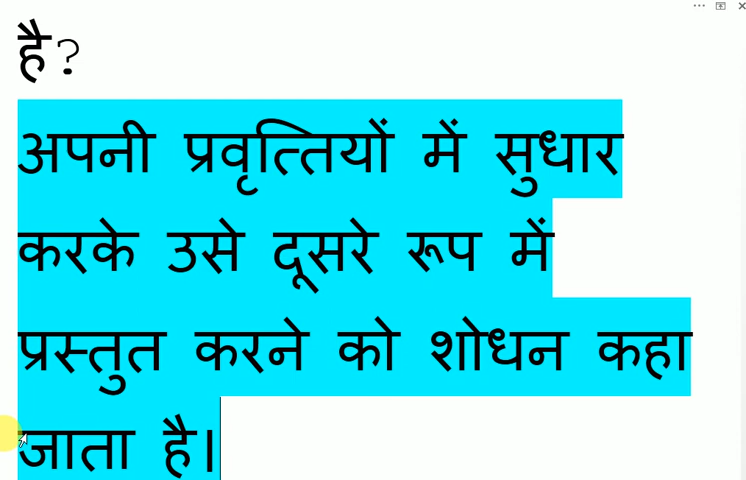 है?
अपनी प्रवृत्तियों में सुधार
करके उसे दूसरे रूप में
प्रस्तुत करने को शोधन कहा
जाता है।